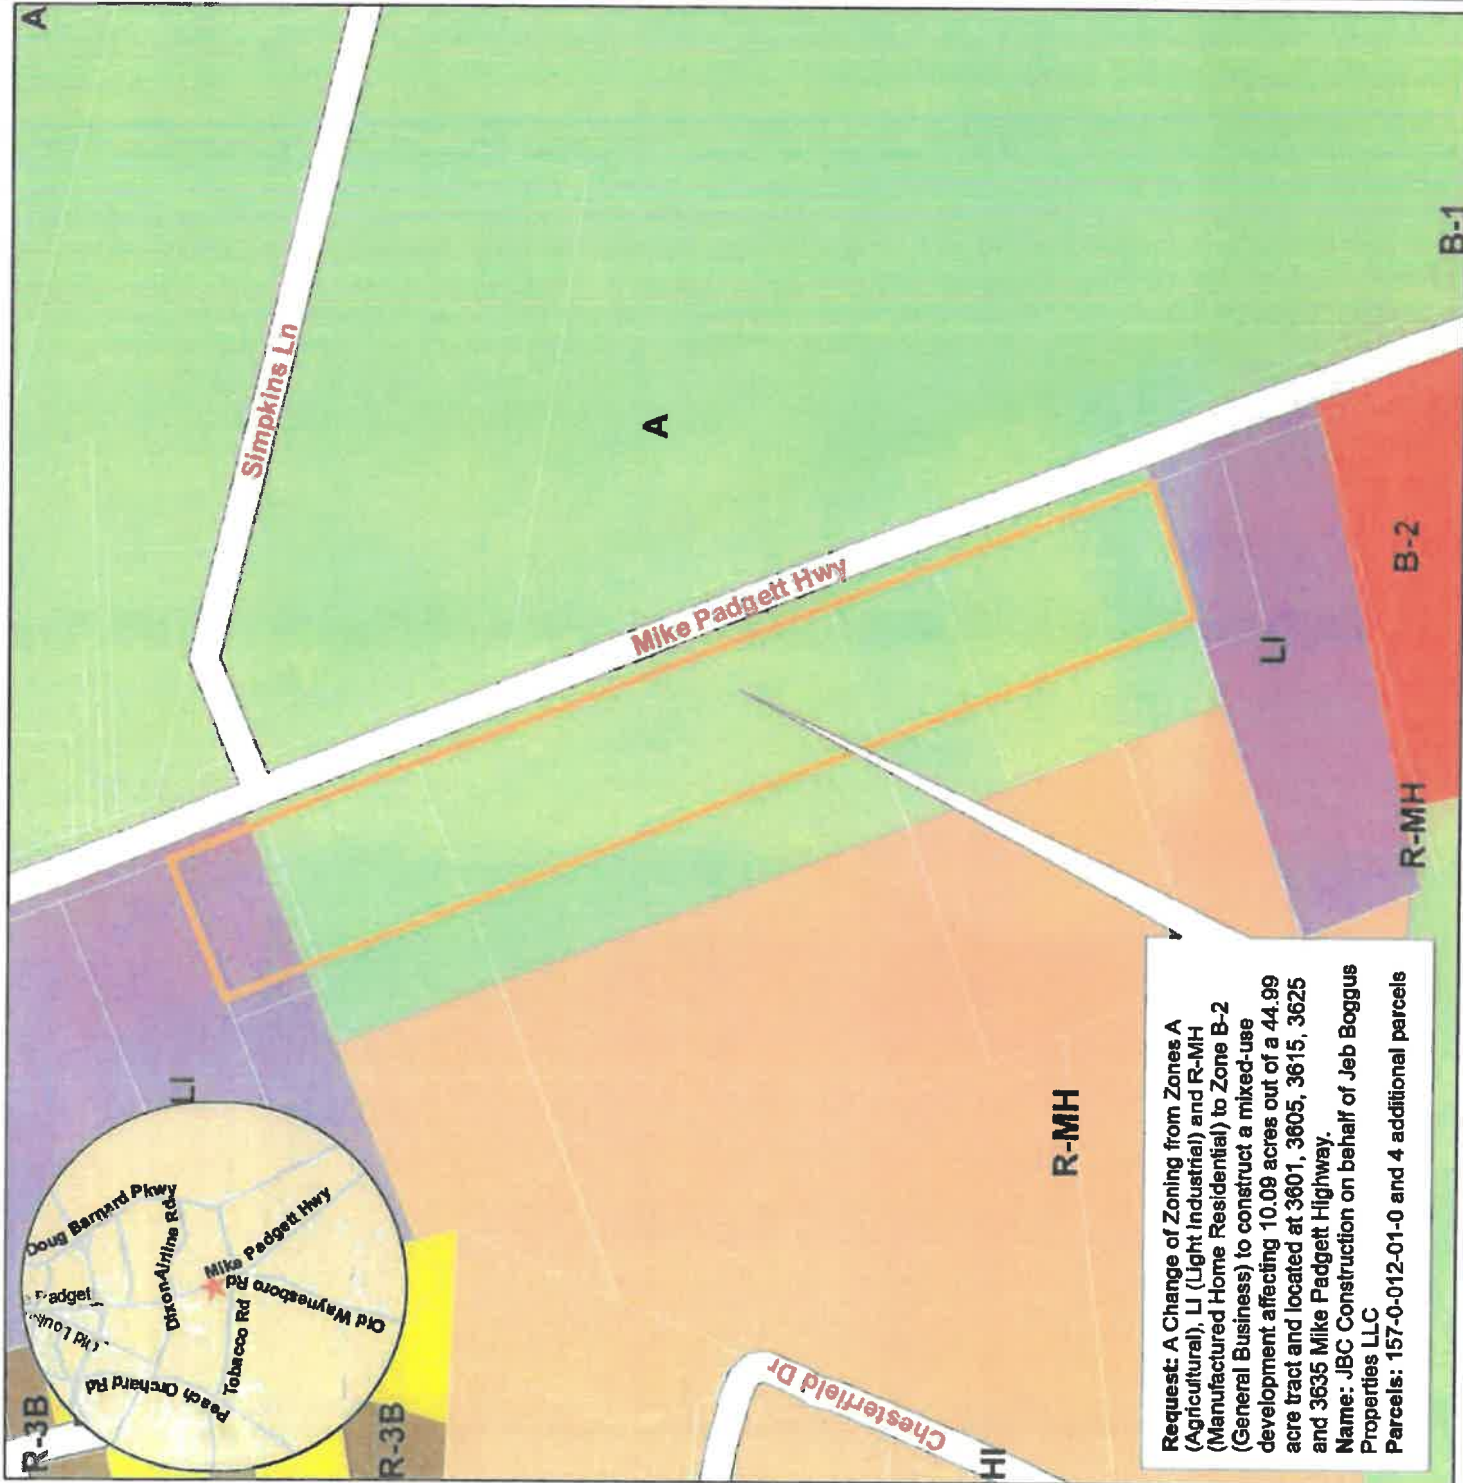 A
Simpkins Ln
A
Mike Padgett Hwy
B-1
B-2
LI
R-MH
LI
R-MH
R-3B
R-3B
Chesterfield Dr
HI
Doug Barnard Pkwy
Dixon Airline Rd
Mike Padgett Hwy
Old Waynesboro Rd
Tobacco Rd
Peach Orchard Rd
Request: A Change of Zoning from Zones A
(Agricultural), LI (Light Industrial) and R-MH
(Manufactured Home Residential) to Zone B-2
(General Business) to construct a mixed-use
development affecting 10.09 acres out of a 44.99
acre tract and located at 3601, 3605, 3615, 3625
and 3635 Mike Padgett Highway.
Name: JBC Construction on behalf of Jeb Boggus
Properties LLC
Parcels: 157-0-012-01-0 and 4 additional parcels